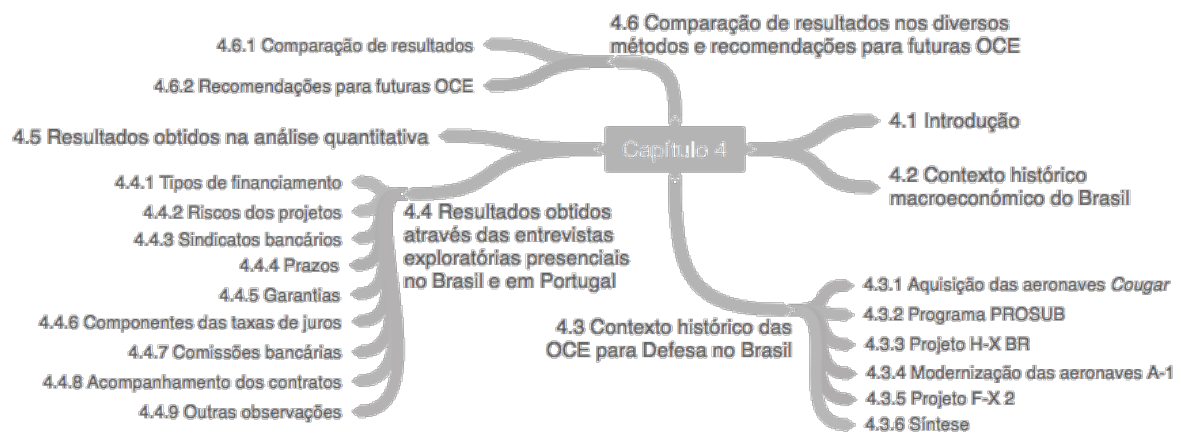 4.6 Comparação de resultados nos diversos
métodos e recomendações para futuras OCE
4.6.1 Comparação de resultados
4.6.2 Recomendações para futuras OCE
4.5 Resultados obtidos na análise quantitativa
Capítulo 4
4.1 Introdução
4.2 Contexto histórico
macroeconómico do Brasil
4.4.1 Tipos de financiamento
4.4.2 Riscos dos projetos
4.4.3 Sindicatos bancários
4.4.4 Prazos
4.4.5 Garantias
4.4.6 Componentes das taxas de juros
4.4.7 Comissões bancárias
4.4.8 Acompanhamento dos contratos
4.4.9 Outras observações
4.4 Resultados obtidos
através das entrevistas
exploratórias presenciais
no Brasil e em Portugal
4.3 Contexto histórico das
OCE para Defesa no Brasil
4.3.1 Aquisição das aeronaves Cougar
4.3.2 Programa PROSUB
4.3.3 Projeto H-X BR
4.3.4 Modernização das aeronaves A-1
4.3.5 Projeto F-X 2
4.3.6 Síntese